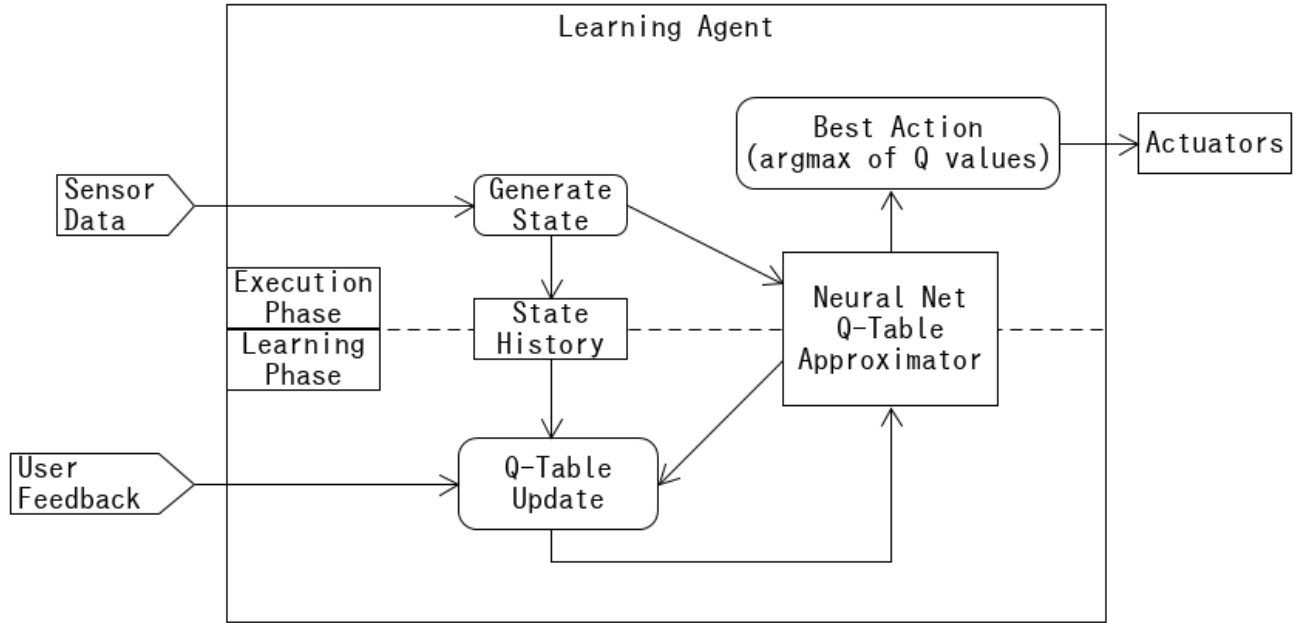 Learning Agent
Best Action
(argmax of Q values)
Actuators
Sensor
Data
Generate
State
Execution
Phase
State
History
Neural Net
Q-Table
Approximator
Learning
Phase
User
Feedback
Q-Table
Update